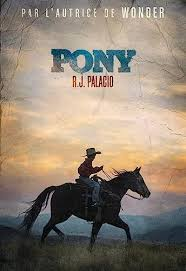 PAR L'AUTRICE DE WONDER
PONY
R.J. PALACIO